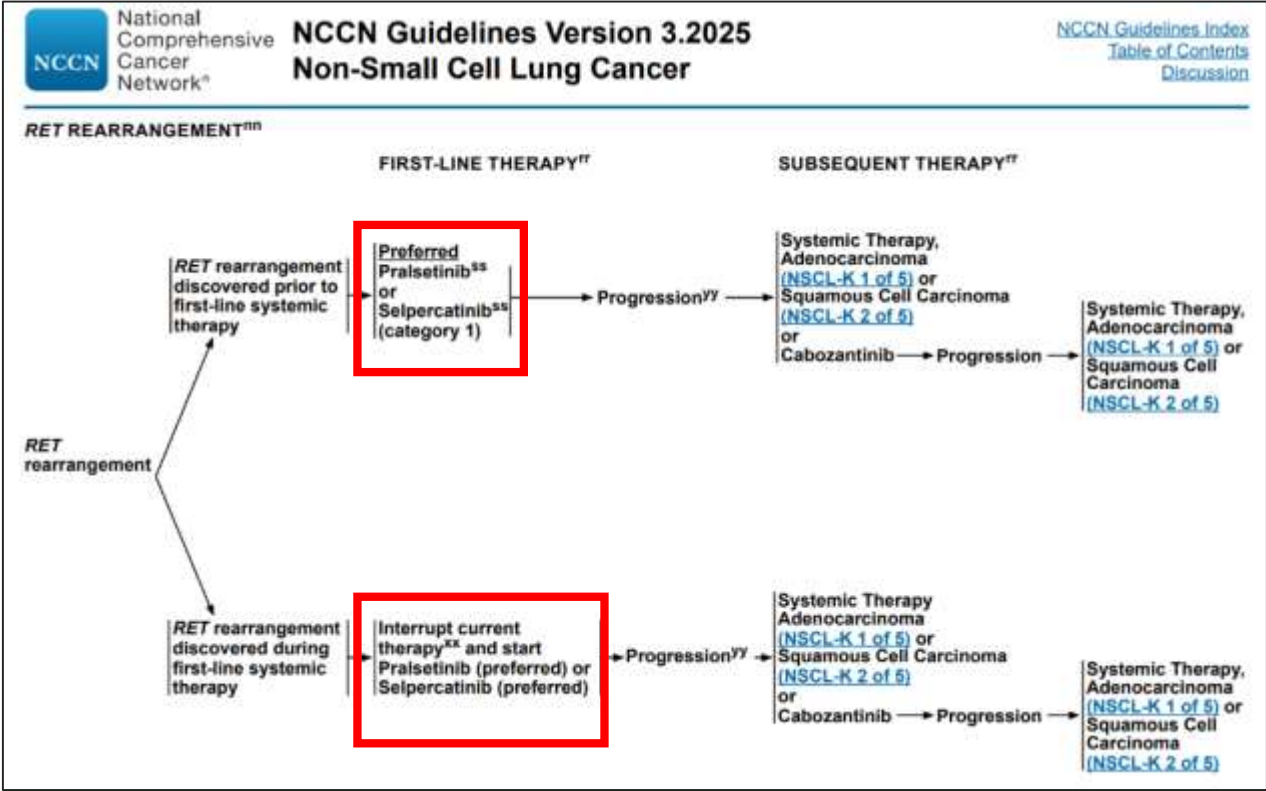 National
Comprehensive
Cancer
Network®
NCCN
NCCN Guidelines Version 3.2025
Non-Small Cell Lung Cancer
NCCN Guidelines Index
Table of Contents
Discussion
RET REARRANGEMENTnn
FIRST-LINE THERAPYrr
SUBSEQUENT THERAPYrr
RET rearrangement
discovered prior to
first-line systemic
therapy
Preferred
Pralsetinibss
or
Selpercatinibss
(category 1)
Progressionyy
Systemic Therapy,
Adenocarcinoma
(NSCL-K 1 of 5) or
Squamous Cell Carcinoma
(NSCL-K 2 of 5)
or
Cabozantinib
Progression
Systemic Therapy,
Adenocarcinoma
(NSCL-K 1 of 5) or
Squamous Cell
Carcinoma
(NSCL-K 2 of 5)
RET
rearrangement
RET rearrangement
discovered during
first-line systemic
therapy
Interrupt current
therapyxx and start
Pralsetinib (preferred) or
Selpercatinib (preferred)
Progressionyy
Systemic Therapy
Adenocarcinoma
(NSCL-K 1 of 5) or
Squamous Cell Carcinoma
(NSCL-K 2 of 5)
or
Cabozantinib
Progression
Systemic Therapy,
Adenocarcinoma
(NSCL-K 1 of 5) or
Squamous Cell
Carcinoma
(NSCL-K 2 of 5)